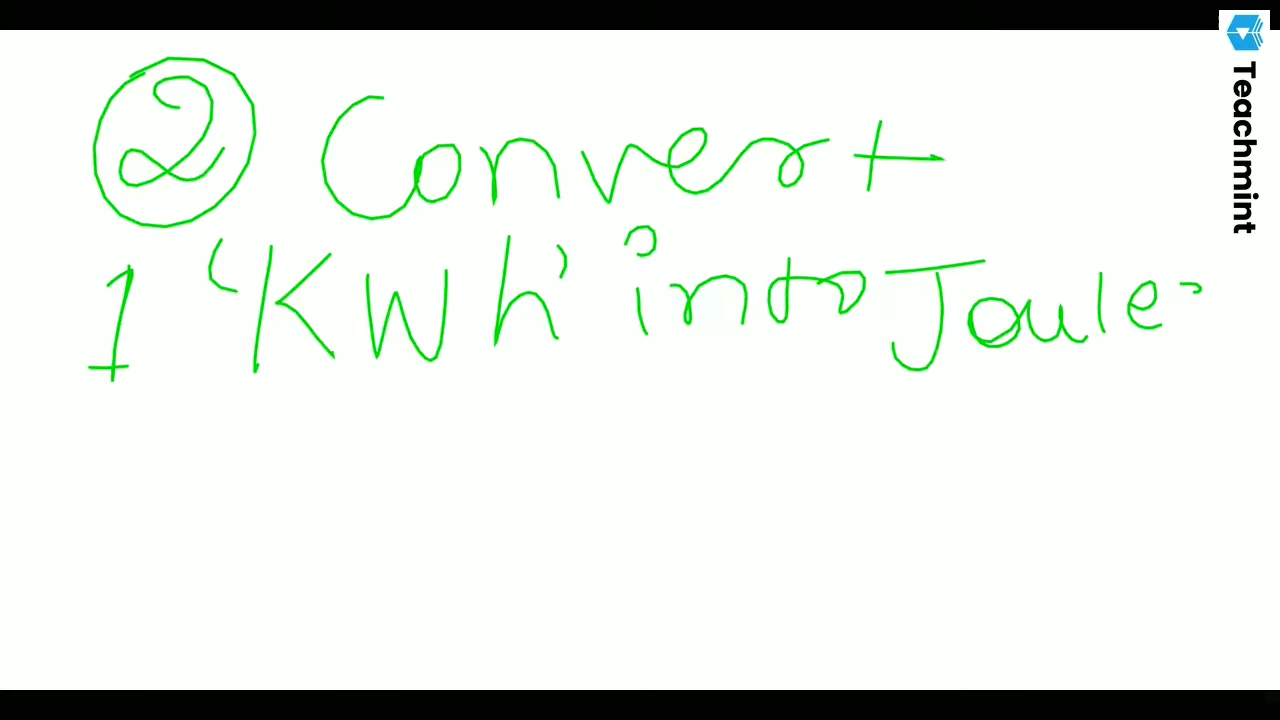 ② Convert
1 'KWh' into Joule
Teachmint